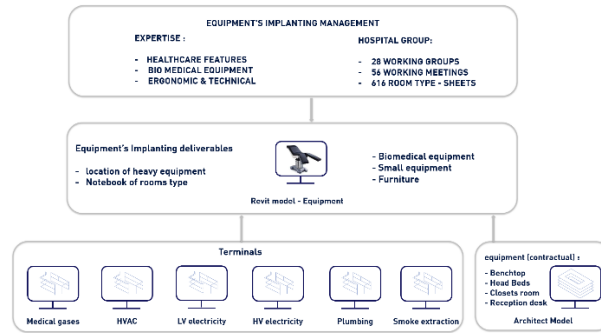 EQUIPMENT'S IMPLANTING MANAGEMENT
EXPERTISE :
- HEALTHCARE FEATURES
- BIO MEDICAL EQUIPMENT
- ERGONOMIC & TECHNICAL
HOSPITAL GROUP:
- 28 WORKING GROUPS
- 56 WORKING MEETINGS
- 616 ROOM TYPE - SHEETS
Equipment's Implanting deliverables
- location of heavy equipment
- Notebook of rooms type
Revit model - Equipment
- Biomedical equipment
- Small equipment
- Furniture
Terminals
Medical gases
HVAC
LV electricity
HV electricity
Plumbing
Smoke extraction
equipment (contractual) :
- Benchtop
- Head Beds
- Closets room
- Reception desk
Architect Model